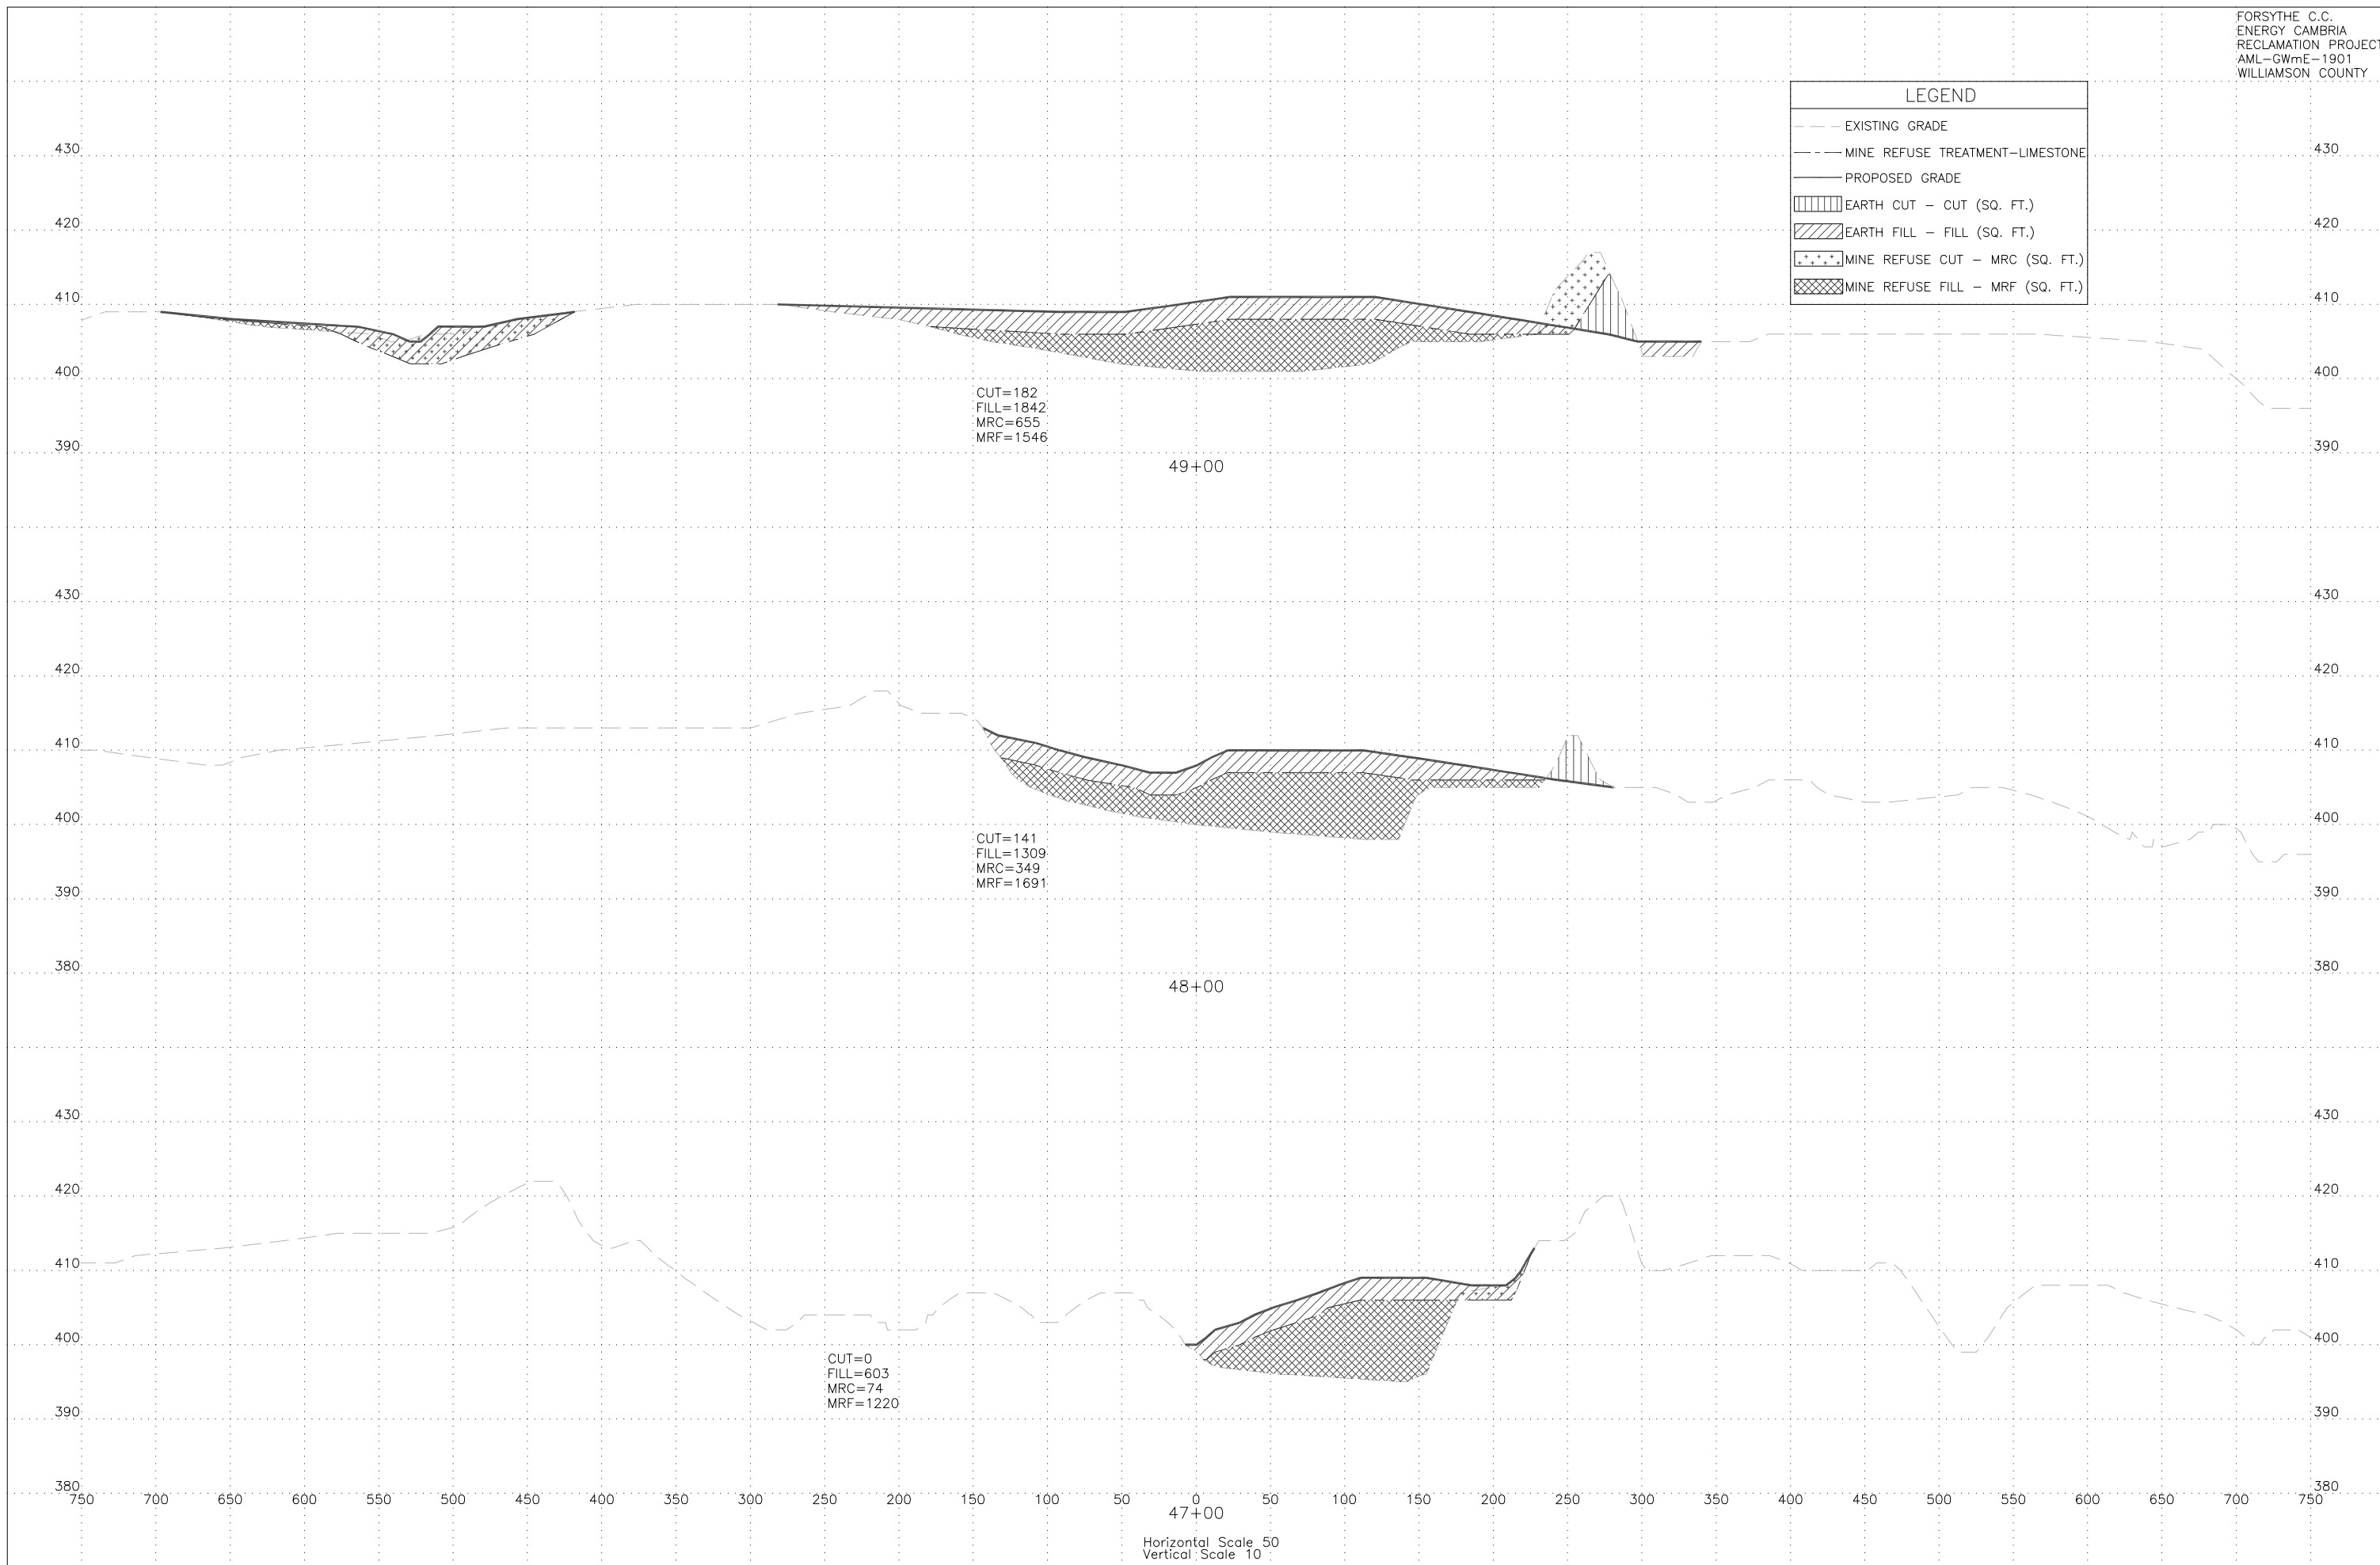 FORSYTHE C.C.
ENERGY CAMBRIA
RECLAMATION PROJECT
AML-GWmE-1901
WILLIAMSON COUNTY
LEGEND
EXISTING GRADE
MINE REFUSE TREATMENT-LIMESTONE
PROPOSED GRADE
EARTH CUT - CUT (SQ. FT.)
EARTH FILL - FILL (SQ. FT.)
MINE REFUSE CUT - MRC (SQ. FT.)
MINE REFUSE FILL - MRF (SQ. FT.)
430 430
420 420
410 410
400 400
CUT=182
FILL=1842
MRC=655
MRF=1546
390 390
49+00
430 430
420 420
410 410
400 400
CUT=141
FILL=1309
MRC=349
MRF=1691
390 390
380 380
48+00
430 430
420 420
410 410
400 400
CUT=0
FILL=603
MRC=74
MRF=1220
390 390
380 380
750 700 650 600 550 500 450 400 350 300 250 200 150 100 50 0 50 100 150 200 250 300 350 400 450 500 550 600 650 700 750
47+00
Horizontal Scale 50
Vertical Scale 10